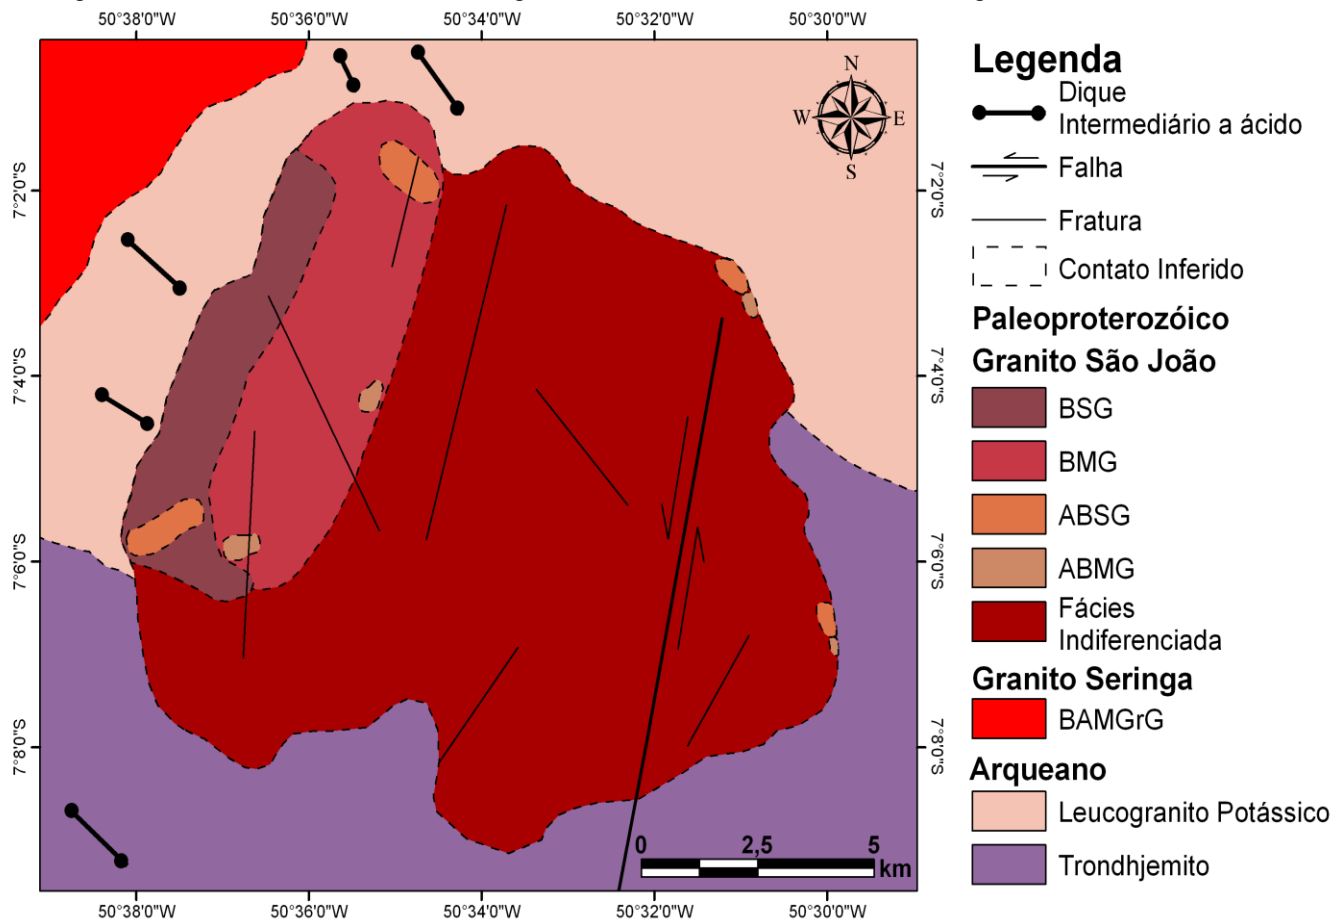 50°38'0"W 50°36'0"W 50°34'0"W 50°32'0"W 50°30'0"W
N
W E
S
7°2'0"S 7°2'0"S
7°4'0"S 7°4'0"S
7°6'0"S 7°6'0"S
7°8'0"S 7°8'0"S
0 2,5 5
km
50°38'0"W 50°36'0"W 50°34'0"W 50°32'0"W 50°30'0"W
Legenda
Dique
Intermediário a ácido
Falha
Fratura
Contato Inferido
Paleoproterozóico
Granito São João
BSG
BMG
ABSG
ABMG
Fácies
Indiferenciada
Granito Seringa
BAMGrG
Arqueano
Leucogranito Potássico
Trondhjemito